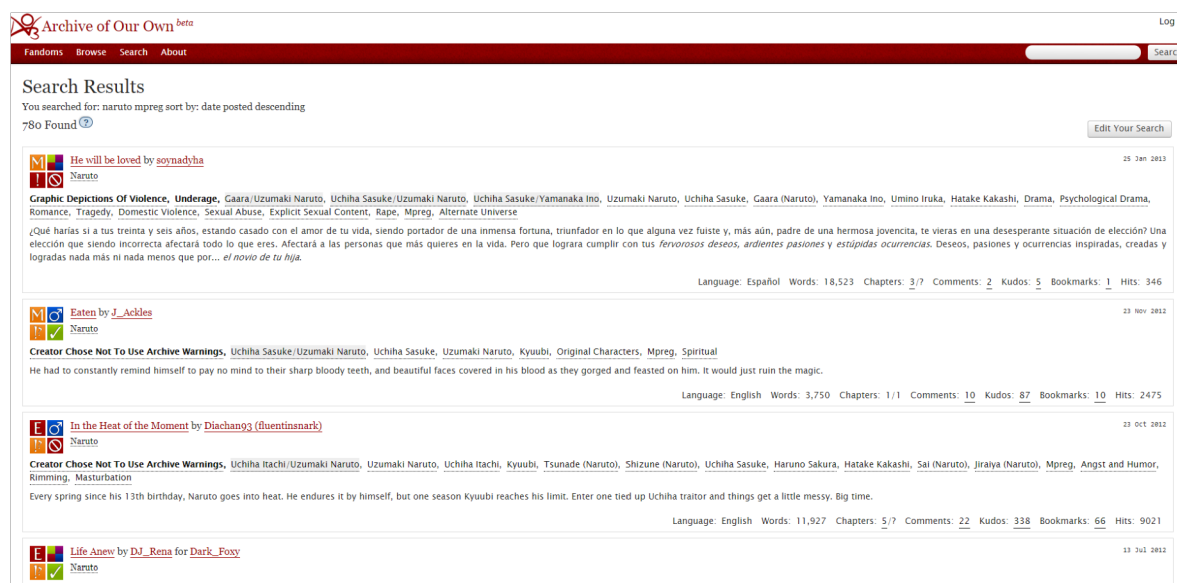 Archive of Our Own beta
Log
Fandoms Browse Search About
Searc
Search Results
You searched for: naruto mpreg sort by: date posted descending
780 Found ?
Edit Your Search
He will be loved by soynadyha
25 Jan 2013
Naruto
Graphic Depictions Of Violence, Underage, Gaara/Uzumaki Naruto, Uchiha Sasuke/Uzumaki Naruto, Uchiha Sasuke/Yamanaka Ino, Uzumaki Naruto, Uchiha Sasuke, Gaara (Naruto), Yamanaka Ino, Umino Iruka, Hatake Kakashi, Drama, Psychological Drama,
Romance, Tragedy, Domestic Violence, Sexual Abuse, Explicit Sexual Content, Rape, Mpreg, Alternate Universe
¿Qué harías si a tus treinta y seis años, estando casado con el amor de tu vida, siendo portador de una inmensa fortuna, triunfador en lo que alguna vez fuiste y, más aún, padre de una hermosa jovencita, te vieras en una desesperante situación de elección? Una
elección que siendo incorrecta afectará todo lo que eres. Afectará a las personas que más quieres en la vida. Pero que lograra cumplir con tus fervorosos deseos, ardientes pasiones y estúpidas ocurrencias. Deseos, pasiones y ocurrencias inspiradas, creadas y
logradas nada más ni nada menos que por... el novio de tu hija.
Language: Español Words: 18,523 Chapters: 3/? Comments: 2 Kudos: 5 Bookmarks: 1 Hits: 346
Eaten by J_Ackles
23 Nov 2012
Naruto
Creator Chose Not To Use Archive Warnings, Uchiha Sasuke/Uzumaki Naruto, Uchiha Sasuke, Uzumaki Naruto, Kyuubi, Original Characters, Mpreg, Spiritual
He had to constantly remind himself to pay no mind to their sharp bloody teeth, and beautiful faces covered in his blood as they gorged and feasted on him. It would just ruin the magic.
Language: English Words: 3,750 Chapters: 1/1 Comments: 10 Kudos: 87 Bookmarks: 10 Hits: 2475
In the Heat of the Moment by Diachan93 (fluentinsnark)
23 Oct 2012
Naruto
Creator Chose Not To Use Archive Warnings, Uchiha Itachi/Uzumaki Naruto, Uzumaki Naruto, Uchiha Itachi, Kyuubi, Tsunade (Naruto), Shizune (Naruto), Uchiha Sasuke, Haruno Sakura, Hatake Kakashi, Sai (Naruto), Jiraiya (Naruto), Mpreg, Angst and Humor,
Rimming, Masturbation
Every spring since his 13th birthday, Naruto goes into heat. He endures it by himself, but one season Kyuubi reaches his limit. Enter one tied up Uchiha traitor and things get a little messy. Big time.
Language: English Words: 11,927 Chapters: 5/? Comments: 22 Kudos: 338 Bookmarks: 66 Hits: 9021
Life Anew by DJ_Rena for Dark_Foxy
13 Jul 2012
Naruto